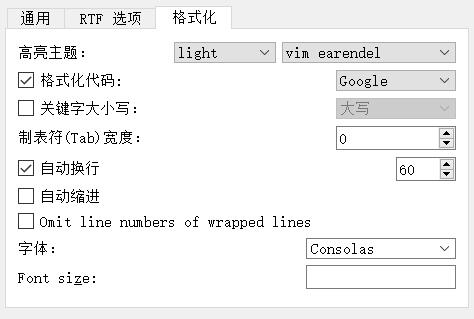 通用 RTF 选项 格式化
高亮主题: light vim earendel
格式化代码: Google
关键字大小写: 大写
制表符(Tab)宽度: 0
自动换行 60
自动缩进
Omit line numbers of wrapped lines
字体: Consolas
Font size: